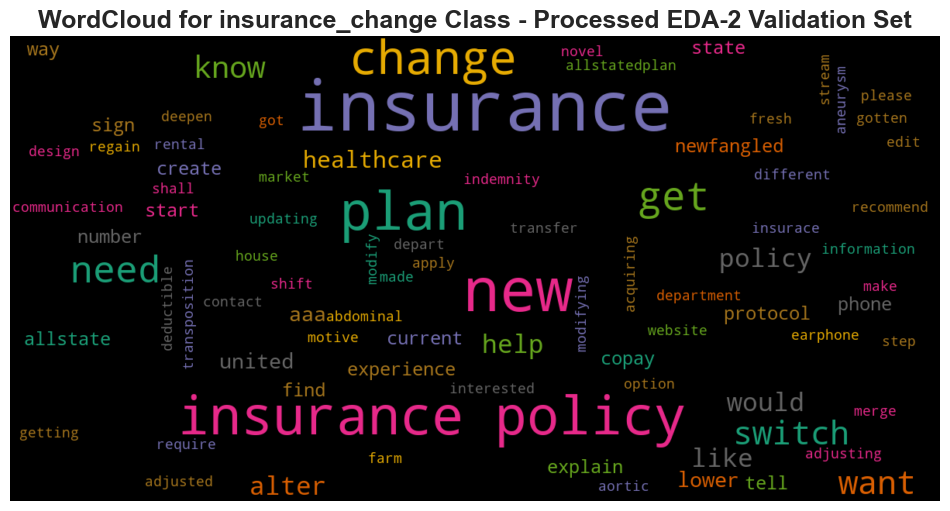 WordCloud for insurance_change Class - Processed EDA-2 Validation Set
way
know
change
novel
allstatedplan
state
stream
aneurysm
please
insurance
sign
deepen
got
fresh
gotten
design
regain
rental
healthcare
newfangled
edit
create
market
indemnity
different
shall
communication
start
plan
get
recommend
number
updating
transfer
insurace
information
need
house
modify
depart
policy
apply
made
acquiring
deductible
transposition
shift
new
department
make
contact
phone
aaa
abdominal
modifying
protocol
allstate
motive
current
help
website
earphone
step
united
copay
experience
find
interested
option
insurance policy
would
merge
getting
require
switch
farm
explain
like
adjusting
adjusted
alter
aortic
lower
tell
want